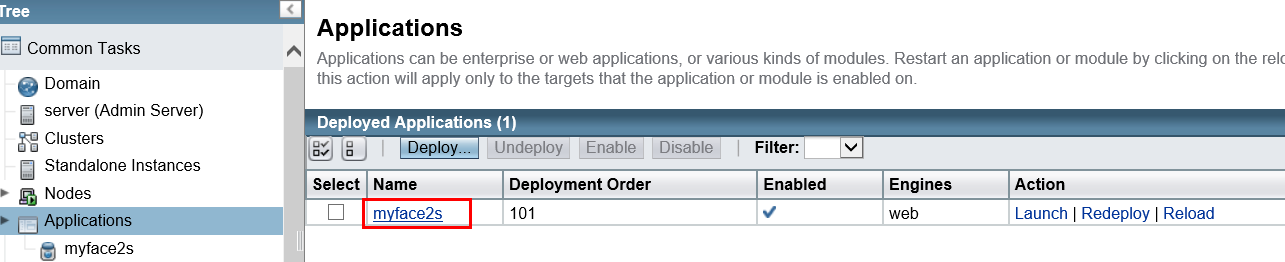 Tree
Common Tasks
Domain
server (Admin Server)
Clusters
Standalone Instances
Nodes
Applications
myface2s
Applications
Applications can be enterprise or web applications, or various kinds of modules. Restart an application or module by clicking on the relo
this action will apply only to the targets that the application or module is enabled on.
Deployed Applications (1)
Deploy... Undeploy Enable Disable Filter:
Select Name Deployment Order Enabled Engines Action
myface2s 101 web Launch | Redeploy | Reload